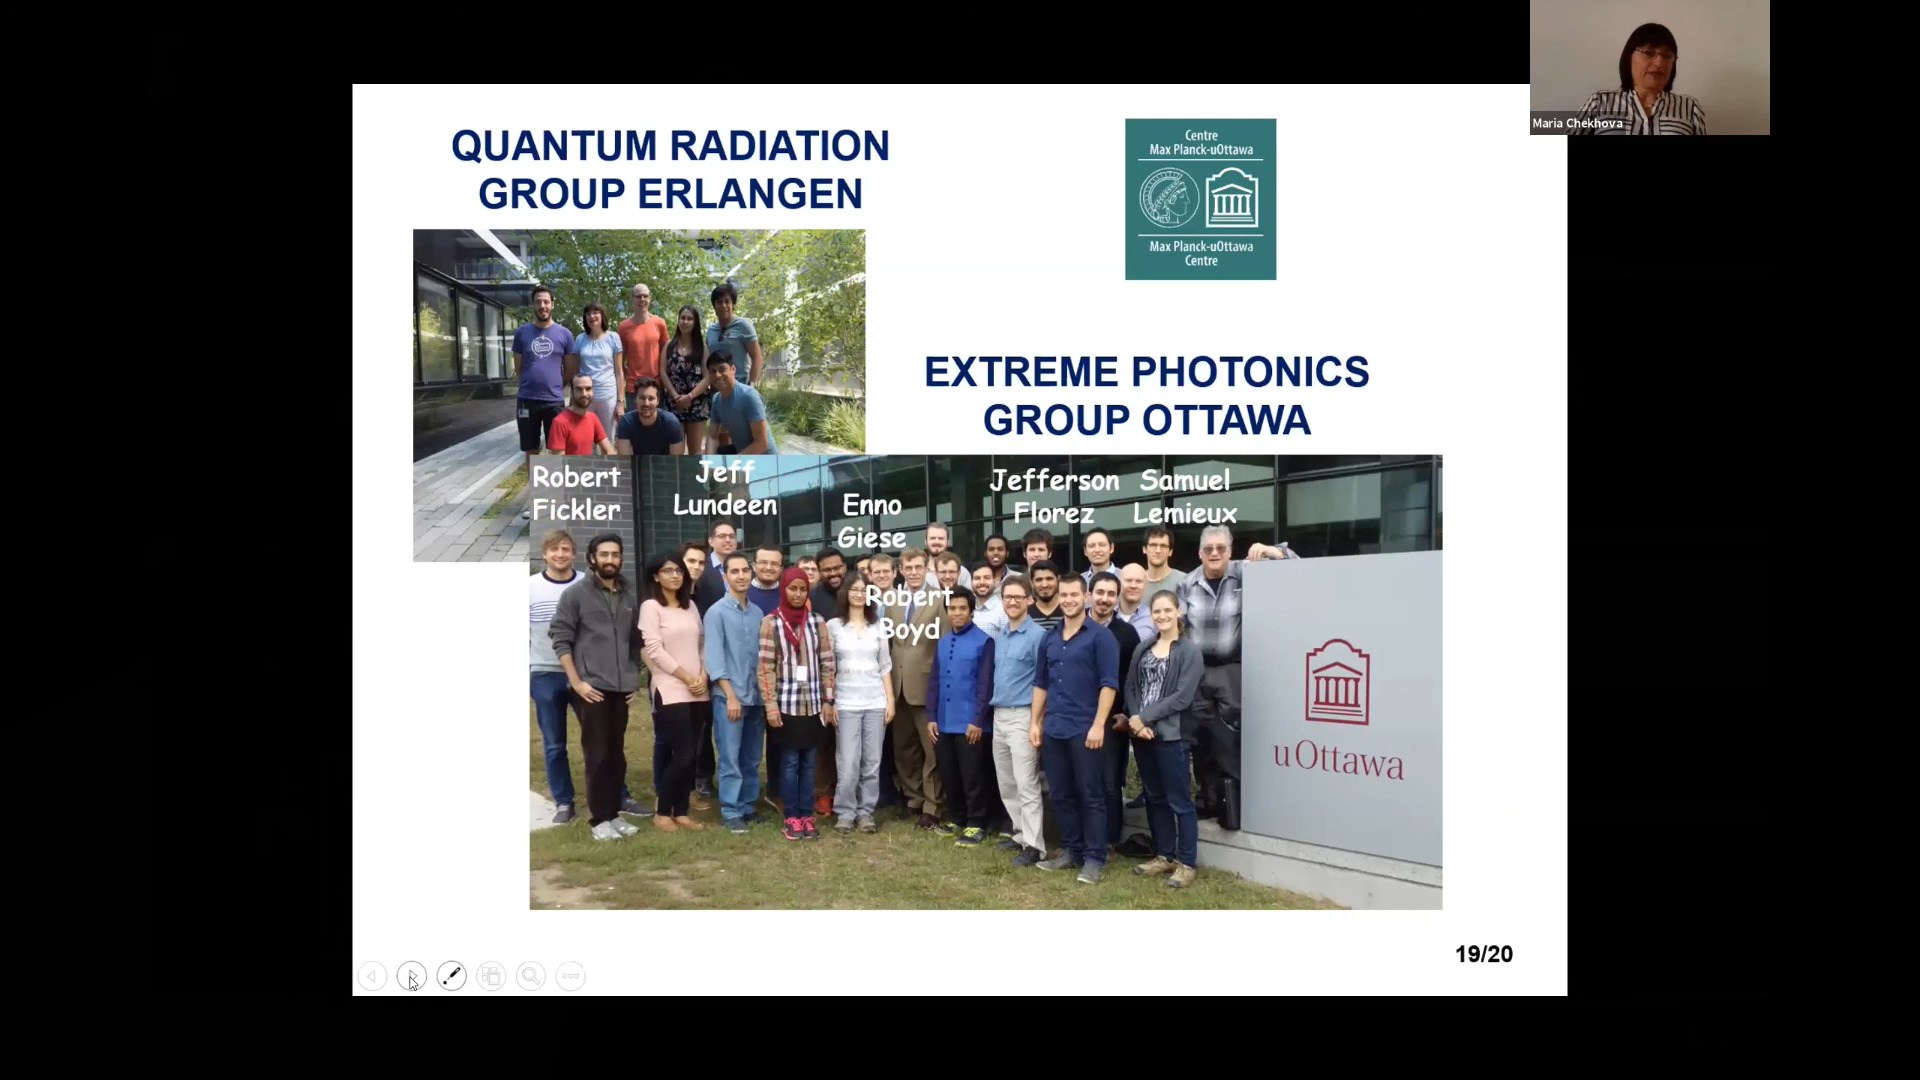 Maria Chekhova
QUANTUM RADIATION
GROUP ERLANGEN
Centre
Max Planck-uOttawa
Max Planck-uOttawa
Centre
EXTREME PHOTONICS
GROUP OTTAWA
Robert
Fickler
Jeff
Lundeen
Enno
Giese
Jefferson
Florez
Samuel
Lemieux
Robert
Boyd
uOttawa
19/20